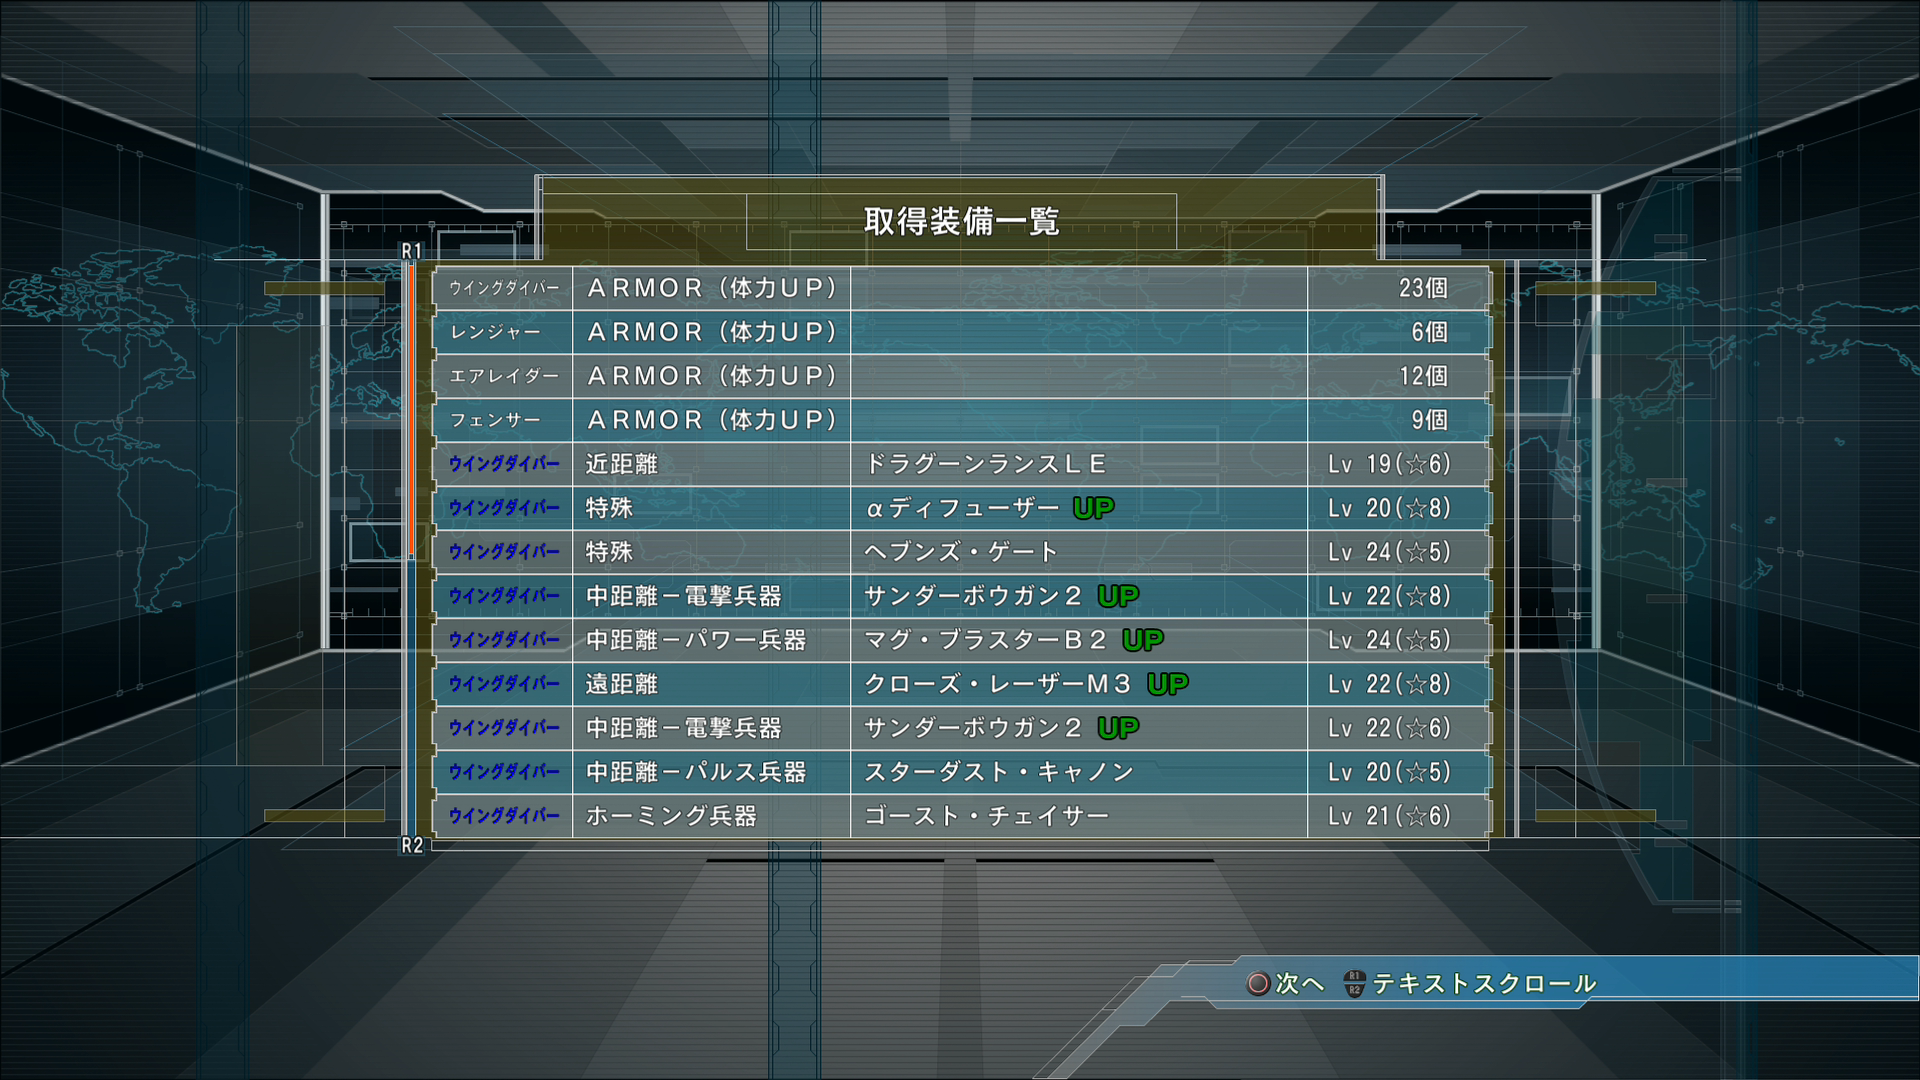 取得装備一覧
R1
ウイングダイバー ＡＲＭＯＲ（体力ＵＰ） 23個
レンジャー ＡＲＭＯＲ（体力ＵＰ） 6個
エアレイダー ＡＲＭＯＲ（体力ＵＰ） 12個
フェンサー ＡＲＭＯＲ（体力ＵＰ） 9個
ウイングダイバー 近距離 ドラグーンランスＬＥ Lv 19(☆6)
ウイングダイバー 特殊 αディフューザー UP Lv 20(☆8)
ウイングダイバー 特殊 ヘブンズ・ゲート Lv 24(☆5)
ウイングダイバー 中距離－電撃兵器 サンダーボウガン２ UP Lv 22(☆8)
ウイングダイバー 中距離－パワー兵器 マグ・ブラスターＢ２ UP Lv 24(☆5)
ウイングダイバー 遠距離 クローズ・レーザーＭ３ UP Lv 22(☆8)
ウイングダイバー 中距離－電撃兵器 サンダーボウガン２ UP Lv 22(☆6)
ウイングダイバー 中距離－パルス兵器 スターダスト・キャノン Lv 20(☆5)
ウイングダイバー ホーミング兵器 ゴースト・チェイサー Lv 21(☆6)
R2
次へ R1 R2 テキストスクロール